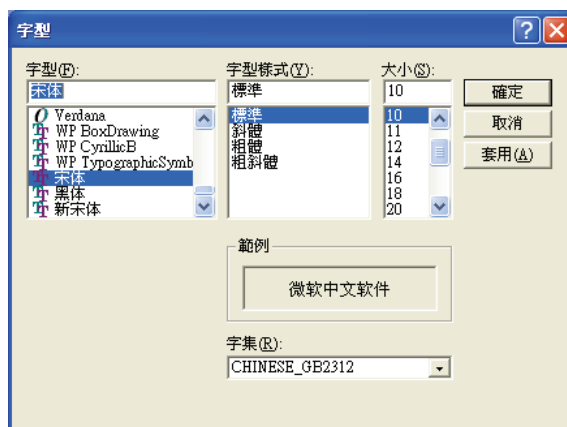 字型
字型(F):
宋体
Verdana
WP BoxDrawing
WP CyrillicB
WP TypographicSymb
宋体
黑体
新宋体
字型樣式(Y):
標準
標準
斜體
粗體
粗斜體
大小(S):
10
10
11
12
14
16
18
20
確定
取消
套用(A)
範例
微软中文软件
字集(R):
CHINESE_GB2312